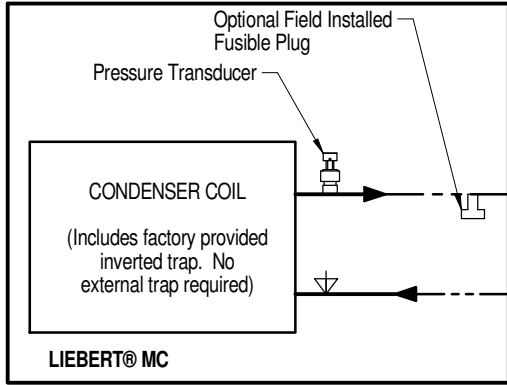 Optional Field Installed
Fusible Plug
Pressure Transducer
CONDENSER COIL
(Includes factory provided
inverted trap. No
external trap required)
LIEBERT® MC